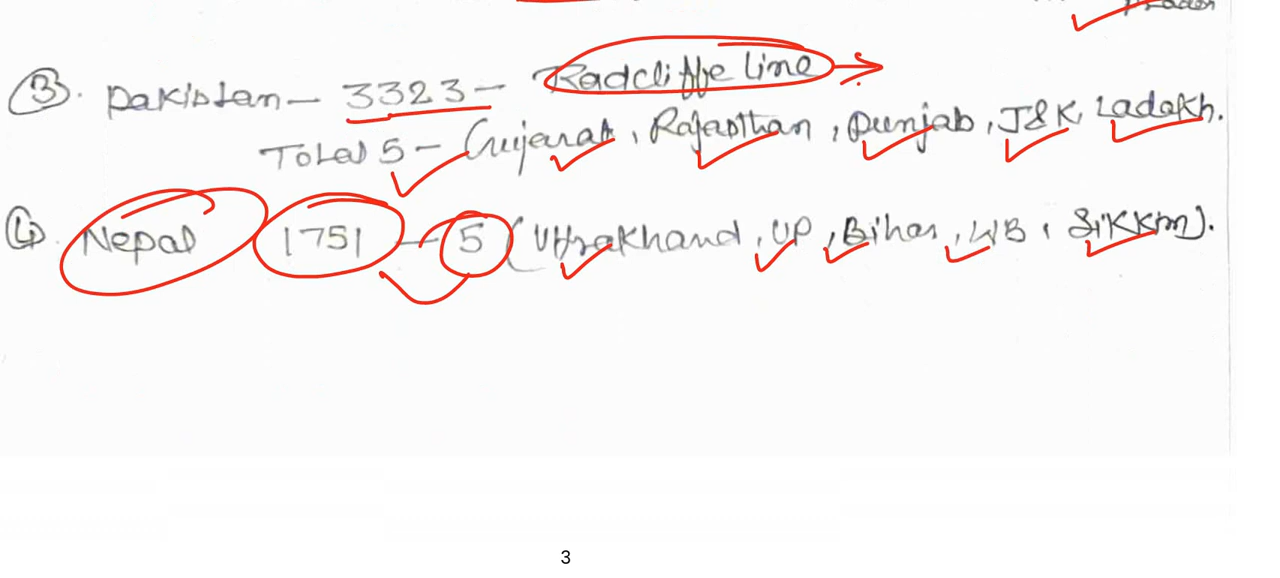 ③. Pakistan - 3323 - Radcliffe line
Total 5 - Gujarat, Rajasthan, Punjab, J&K, Ladakh.
④. Nepal 1751 - 5 (Uttrakhand, UP, Bihar, WB, Sikkim).
3